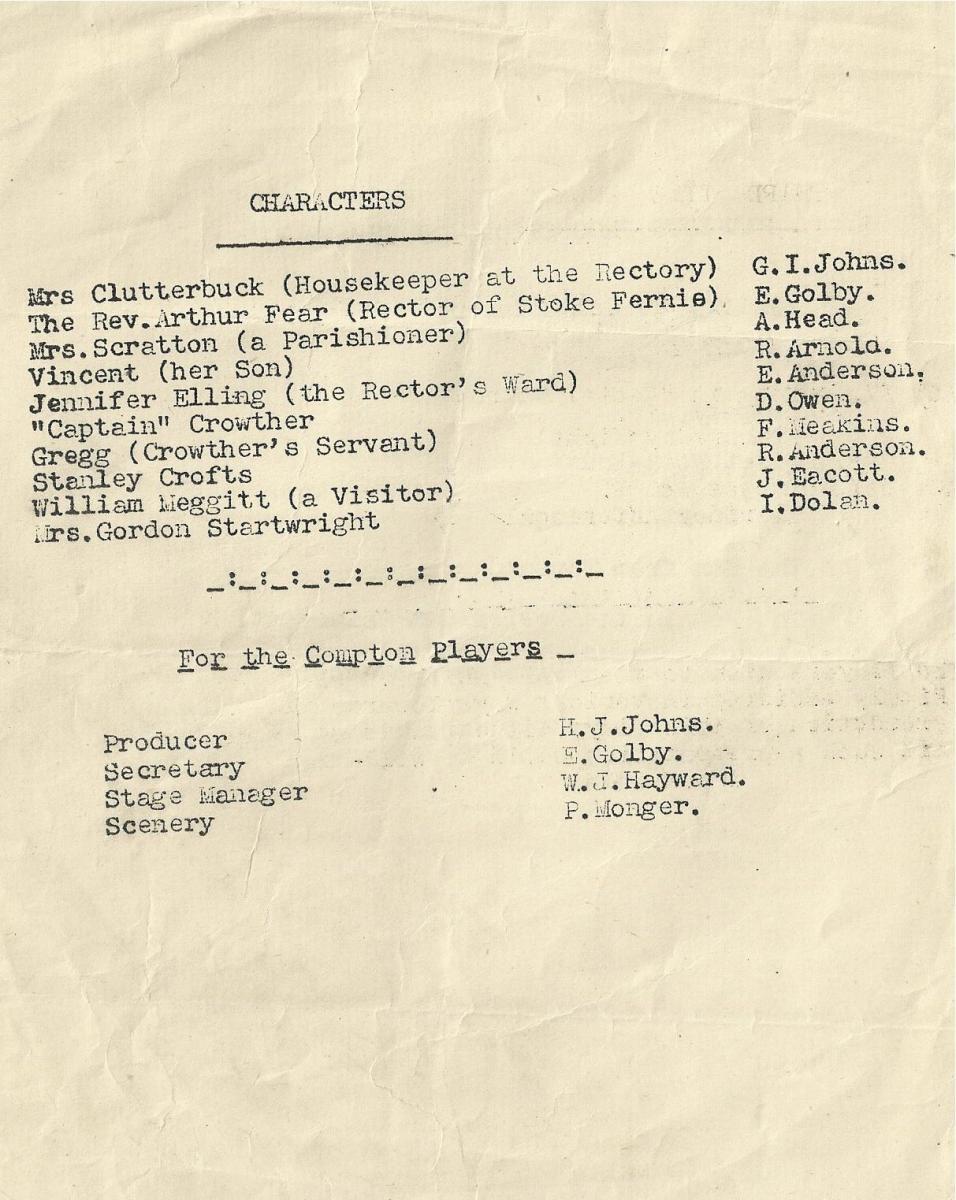 CHARACTERS
Mrs Clutterbuck (Housekeeper at the Rectory) G.I.Johns.
The Rev.Arthur Fear (Rector of Stoke Fernie). E.Golby.
Mrs.Scratton (a Parishioner) A.Head.
Vincent (her Son) R.Arnold.
Jennifer Elling (the Rector's Ward) E.Anderson.
"Captain" Crowther D.Owen.
Gregg (Crowther's Servant) F.Meakins.
Stanley Crofts R.Anderson.
William Meggitt (a Visitor) J.Eacott.
Mrs.Gordon Startwright I.Dolan.
_:_:_:_:_:_:_:_:_:_:_:_:_
For the Compton Players _
Producer H.J.Johns.
Secretary E.Golby.
Stage Manager W.J.Hayward.
Scenery P.Monger.